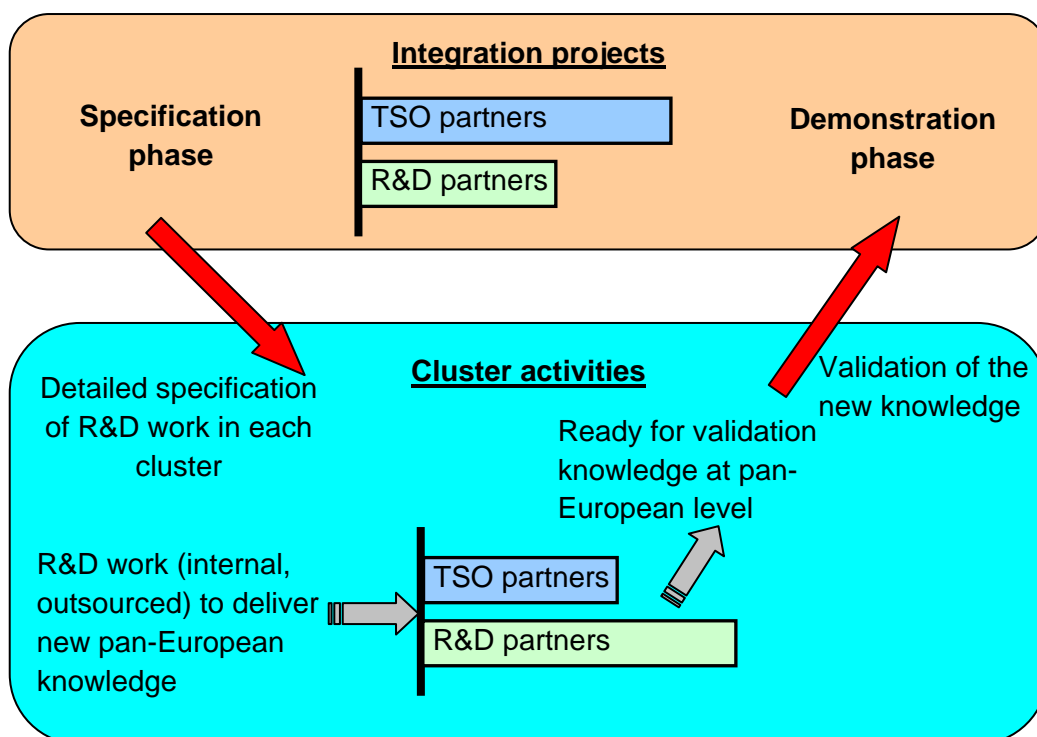 Integration projects
Specification
phase
TSO partners
R&D partners
Demonstration
phase
Cluster activities
Detailed specification
of R&D work in each
cluster
Validation of the
new knowledge
Ready for validation
knowledge at pan-
European level
R&D work (internal,
outsourced) to deliver
new pan-European
knowledge
TSO partners
R&D partners